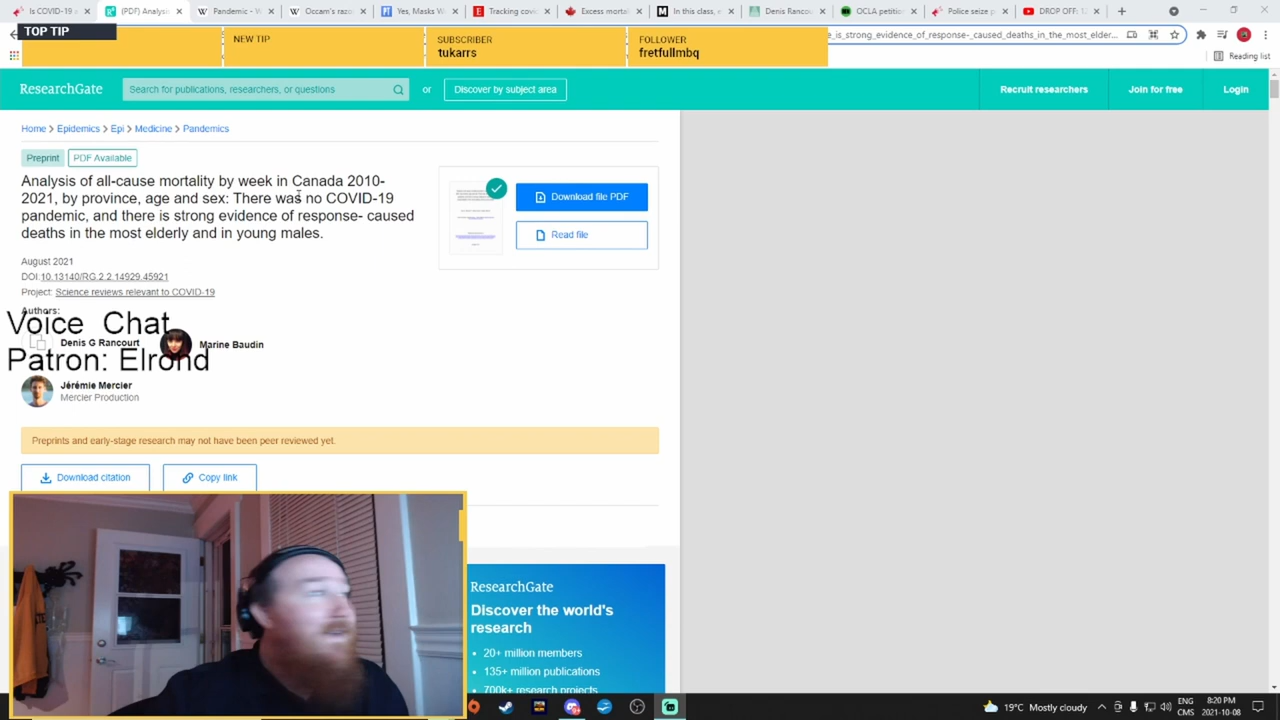 Is COVID-19 v
(PDF) Analysis
Pandemic - W
Occam's razo
Yes, Masks W
Tracking covid
Excess mortal
In this class, e
Denis Rancou
OCLA petition
Police seize p
DROP OFF: 12
TOP TIP
NEW TIP
SUBSCRIBER
tukarrs
FOLLOWER
fretfullmbq
e_is_strong_evidence_of_response-_caused_deaths_in_the_most_elder...
Reading list
ResearchGate
Search for publications, researchers, or questions
or
Discover by subject area
Recruit researchers
Join for free
Login
Home > Epidemics > Epi > Medicine > Pandemics
Preprint
PDF Available
Analysis of all-cause mortality by week in Canada 2010-
2021, by province, age and sex: There was no COVID-19
pandemic, and there is strong evidence of response- caused
deaths in the most elderly and in young males.
Download file PDF
Read file
August 2021
DOI:10.13140/RG.2.2.14929.45921
Project: Science reviews relevant to COVID-19
Authors:
Voice Chat
Denis G Rancourt
Marine Baudin
Patron: Elrond
Jérémie Mercier
Mercier Production
Preprints and early-stage research may not have been peer reviewed yet.
Download citation
Copy link
ResearchGate
Discover the world's
research
20+ million members
135+ million publications
700k+ research projects
19°C Mostly cloudy
ENG
CMS
8:20 PM
2021-10-08